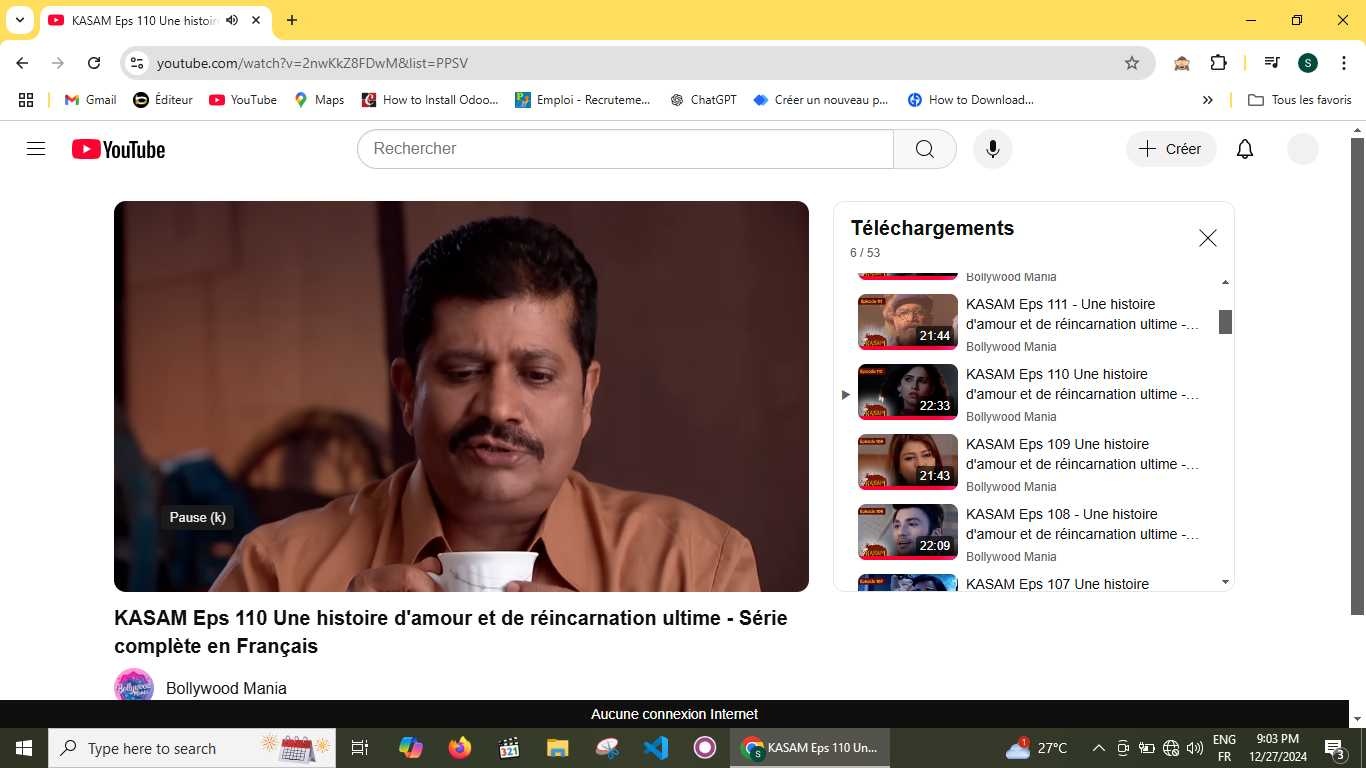 KASAM Eps 110 Une histoir
youtube.com/watch?v=2nwKkZ8FDwM&list=PPSV
S
Gmail
Éditeur
YouTube
Maps
How to Install Odoo...
Emploi - Recruteme...
ChatGPT
Créer un nouveau p...
How to Download...
Tous les favoris
YouTube
Rechercher
Créer
Téléchargements
6 / 53
Bollywood Mania
KASAM Eps 111 - Une histoire
d'amour et de réincarnation ultime -...
21:44
Bollywood Mania
KASAM Eps 110 Une histoire
d'amour et de réincarnation ultime -...
22:33
Bollywood Mania
KASAM Eps 109 Une histoire
d'amour et de réincarnation ultime -...
21:43
Bollywood Mania
KASAM Eps 108 - Une histoire
d'amour et de réincarnation ultime -...
22:09
Bollywood Mania
KASAM Eps 107 Une histoire
Pause (k)
KASAM Eps 110 Une histoire d'amour et de réincarnation ultime - Série
complète en Français
Bollywood Mania
Aucune connexion Internet
Type here to search
KASAM Eps 110 Un...
27°C
ENG
FR
9:03 PM
12/27/2024
3